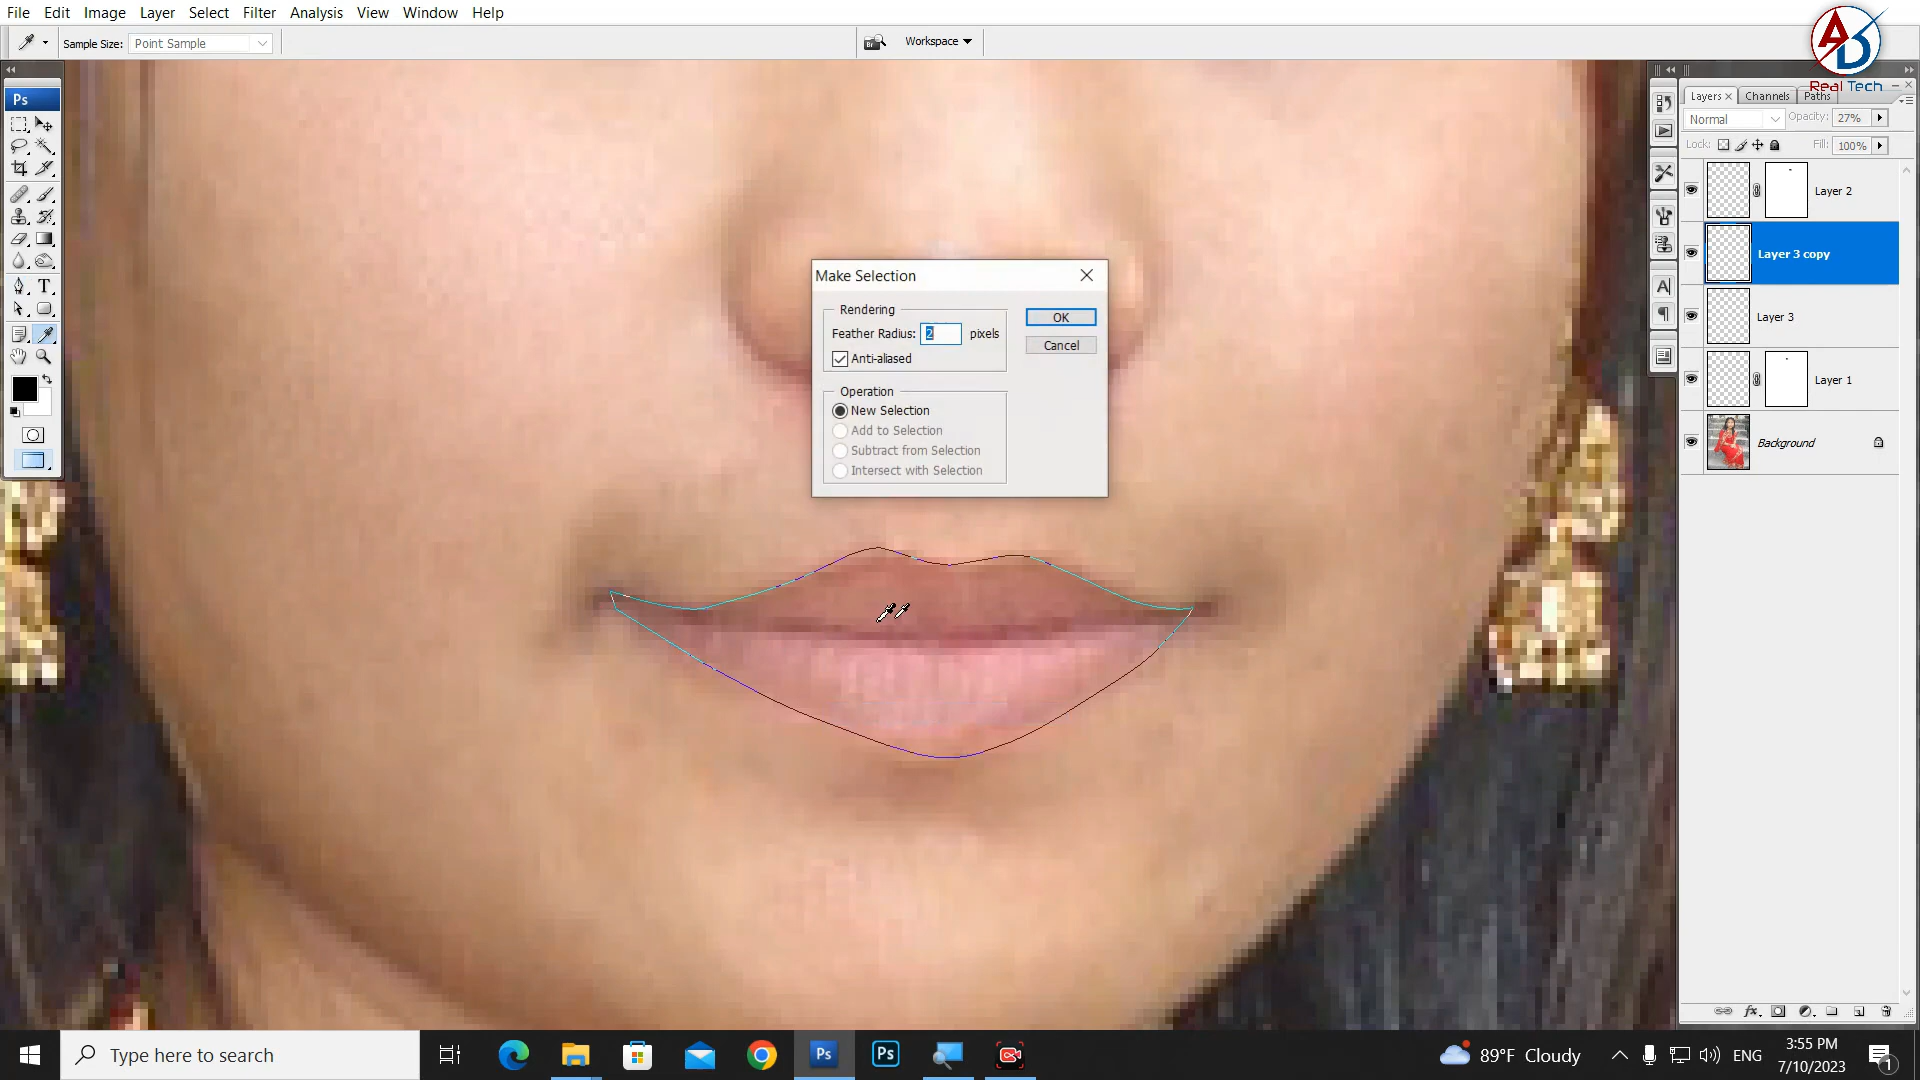 File Edit Image Layer Select Filter Analysis View Window Help
Sample Size: Point Sample
Workspace
Real Tech
Ps
Layers Channels Paths
Normal Opacity: 27%
Lock: Fill: 100%
Layer 2
Layer 3 copy
Layer 3
Layer 1
Background
Make Selection
Rendering
Feather Radius: 2 pixels
Anti-aliased
OK
Cancel
Operation
New Selection
Add to Selection
Subtract from Selection
Intersect with Selection
Type here to search
Ps
Ps
89°F Cloudy
ENG
3:55 PM
7/10/2023
1